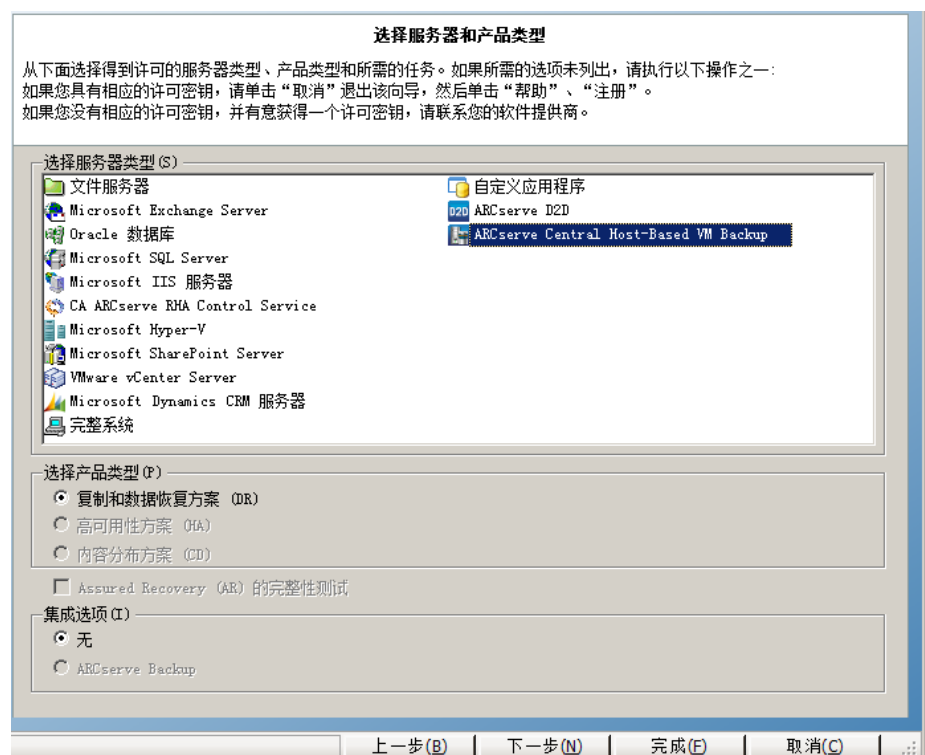 选择服务器和产品类型
从下面选择得到许可的服务器类型、产品类型和所需的任务。如果所需的选项未列出，请执行以下操作之一:
如果您具有相应的许可密钥，请单击“取消”退出该向导，然后单击“帮助”、“注册”。
如果您没有相应的许可密钥，并有意获得一个许可密钥，请联系您的软件提供商。
选择服务器类型(S)
文件服务器
Microsoft Exchange Server
Oracle 数据库
Microsoft SQL Server
Microsoft IIS 服务器
CA ARCserve RHA Control Service
Microsoft Hyper-V
Microsoft SharePoint Server
VMware vCenter Server
Microsoft Dynamics CRM 服务器
完整系统
自定义应用程序
D2D ARCserve D2D
ARCserve Central Host-Based VM Backup
选择产品类型(P)
复制和数据恢复方案 (DR)
高可用性方案 (HA)
内容分布方案 (CD)
Assured Recovery (AR) 的完整性测试
集成选项(I)
无
ARCserve Backup
上一步(B) 下一步(N) 完成(F) 取消(C)